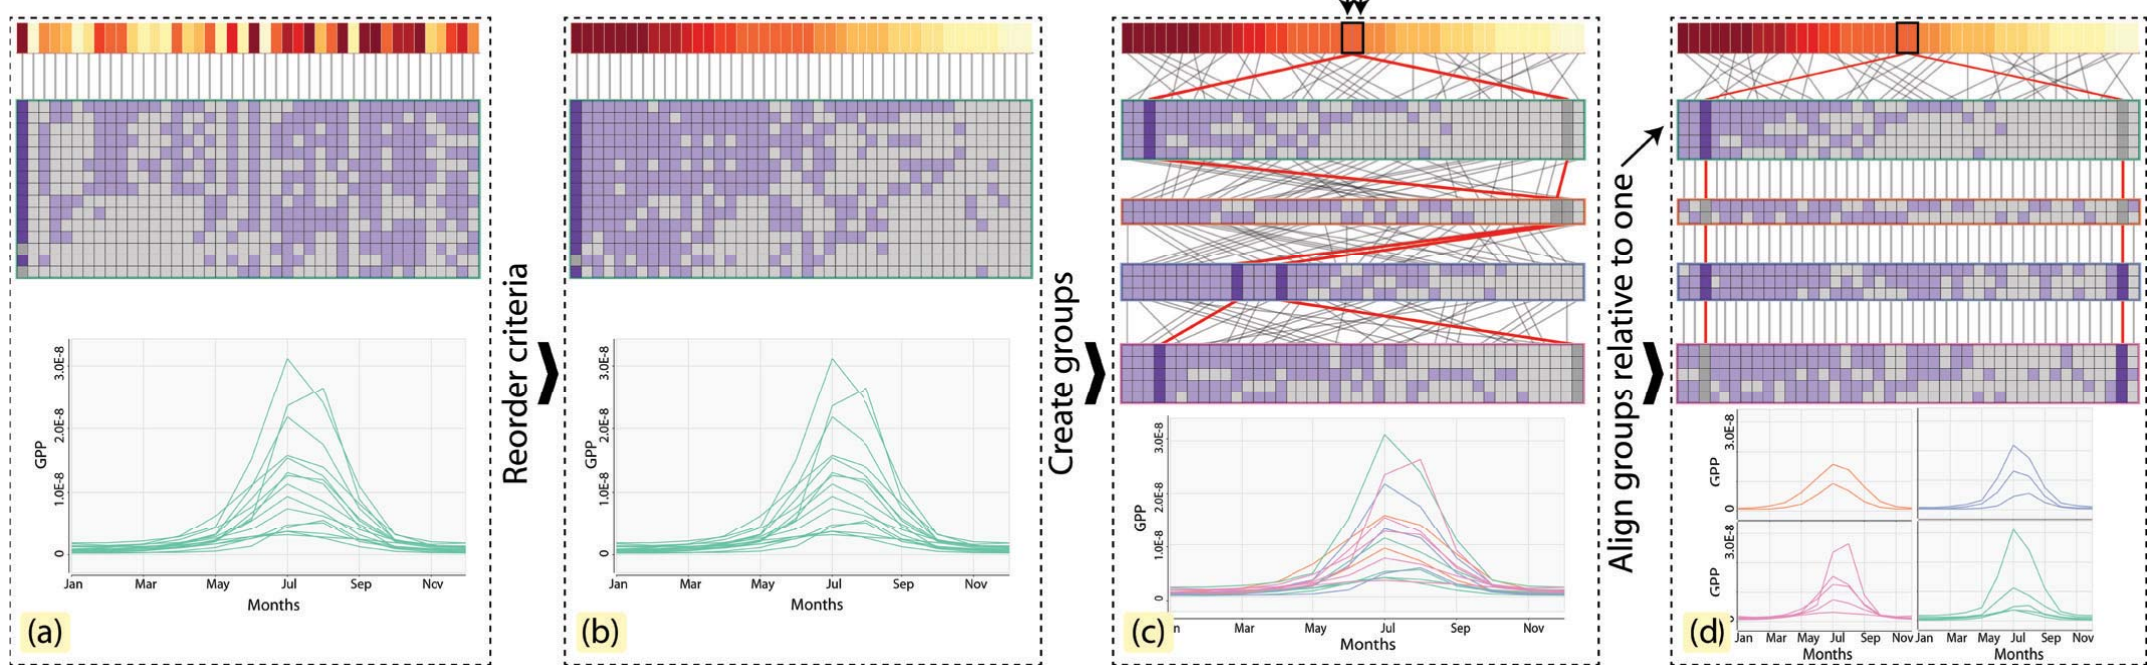 3.0E-8
2.0E-8
1.0E-8
0
GPP
Jan Mar May Jul Sep Nov
Months
(a)
Reorder criteria
3.0E-8
2.0E-8
1.0E-8
0
GPP
Jan Mar May Jul Sep Nov
Months
(b)
Create groups
3.0E-8
2.0E-8
1.0E-8
0
GPP
Mar May Jul Sep Nov
Months
(c)
Align groups relative to one
3.0E-8
0
GPP
3.0E-8
GPP
Jan Mar May Jul Sep Nov Jan Mar May Jul Sep Nov
Months Months
(d)